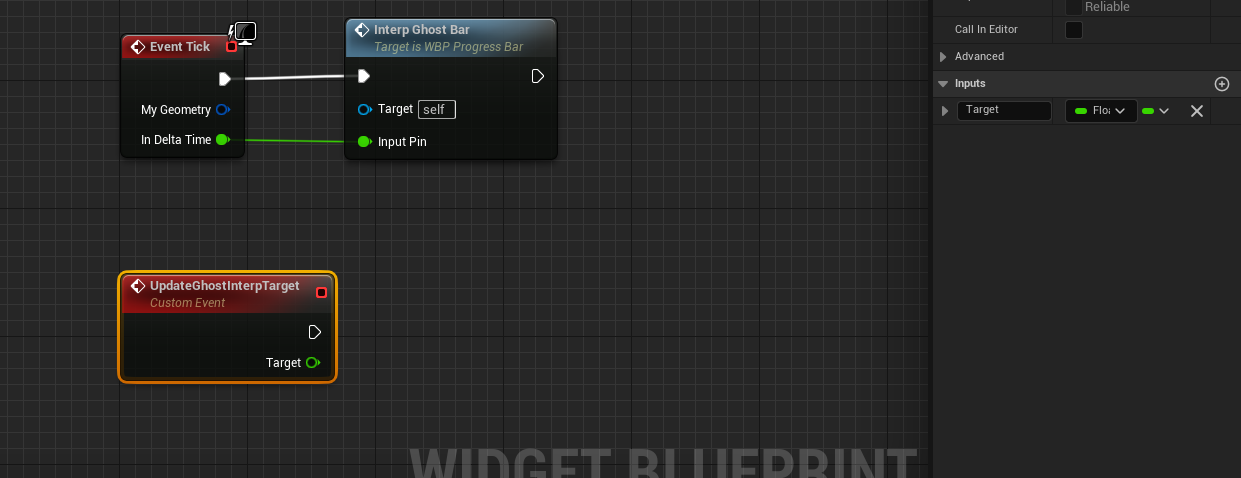 Reliable
Call In Editor
Advanced
Inputs
Target
Event Tick
My Geometry
In Delta Time
Interp Ghost Bar
Target is WBP Progress Bar
Target self
Input Pin
UpdateGhostInterpTarget
Custom Event
Target
WIDGET BLUEPRINT